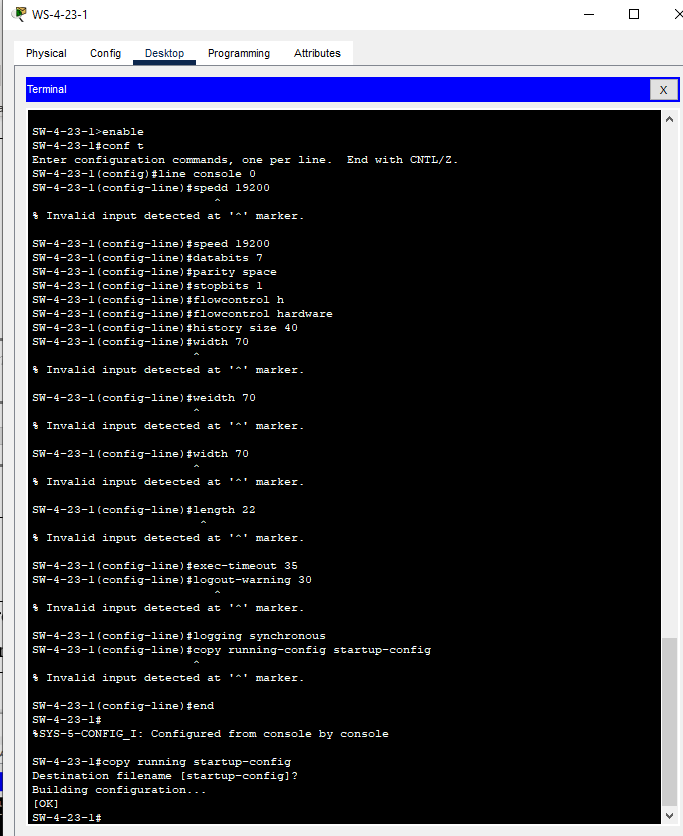 WS-4-23-1
Physical Config Desktop Programming Attributes
Terminal X
SW-4-23-1>enable
SW-4-23-1#conf t
Enter configuration commands, one per line.  End with CNTL/Z.
SW-4-23-1(config)#line console 0
SW-4-23-1(config-line)#spedd 19200
^
% Invalid input detected at '^' marker.
SW-4-23-1(config-line)#speed 19200
SW-4-23-1(config-line)#databits 7
SW-4-23-1(config-line)#parity space
SW-4-23-1(config-line)#stopbits 1
SW-4-23-1(config-line)#flowcontrol h
SW-4-23-1(config-line)#flowcontrol hardware
SW-4-23-1(config-line)#history size 40
SW-4-23-1(config-line)#width 70
^
% Invalid input detected at '^' marker.
SW-4-23-1(config-line)#weidth 70
^
% Invalid input detected at '^' marker.
SW-4-23-1(config-line)#width 70
^
% Invalid input detected at '^' marker.
SW-4-23-1(config-line)#length 22
^
% Invalid input detected at '^' marker.
SW-4-23-1(config-line)#exec-timeout 35
SW-4-23-1(config-line)#logout-warning 30
^
% Invalid input detected at '^' marker.
SW-4-23-1(config-line)#logging synchronous
SW-4-23-1(config-line)#copy running-config startup-config
^
% Invalid input detected at '^' marker.
SW-4-23-1(config-line)#end
SW-4-23-1#
%SYS-5-CONFIG_I: Configured from console by console
SW-4-23-1#copy running startup-config
Destination filename [startup-config]?
Building configuration...
[OK]
SW-4-23-1#